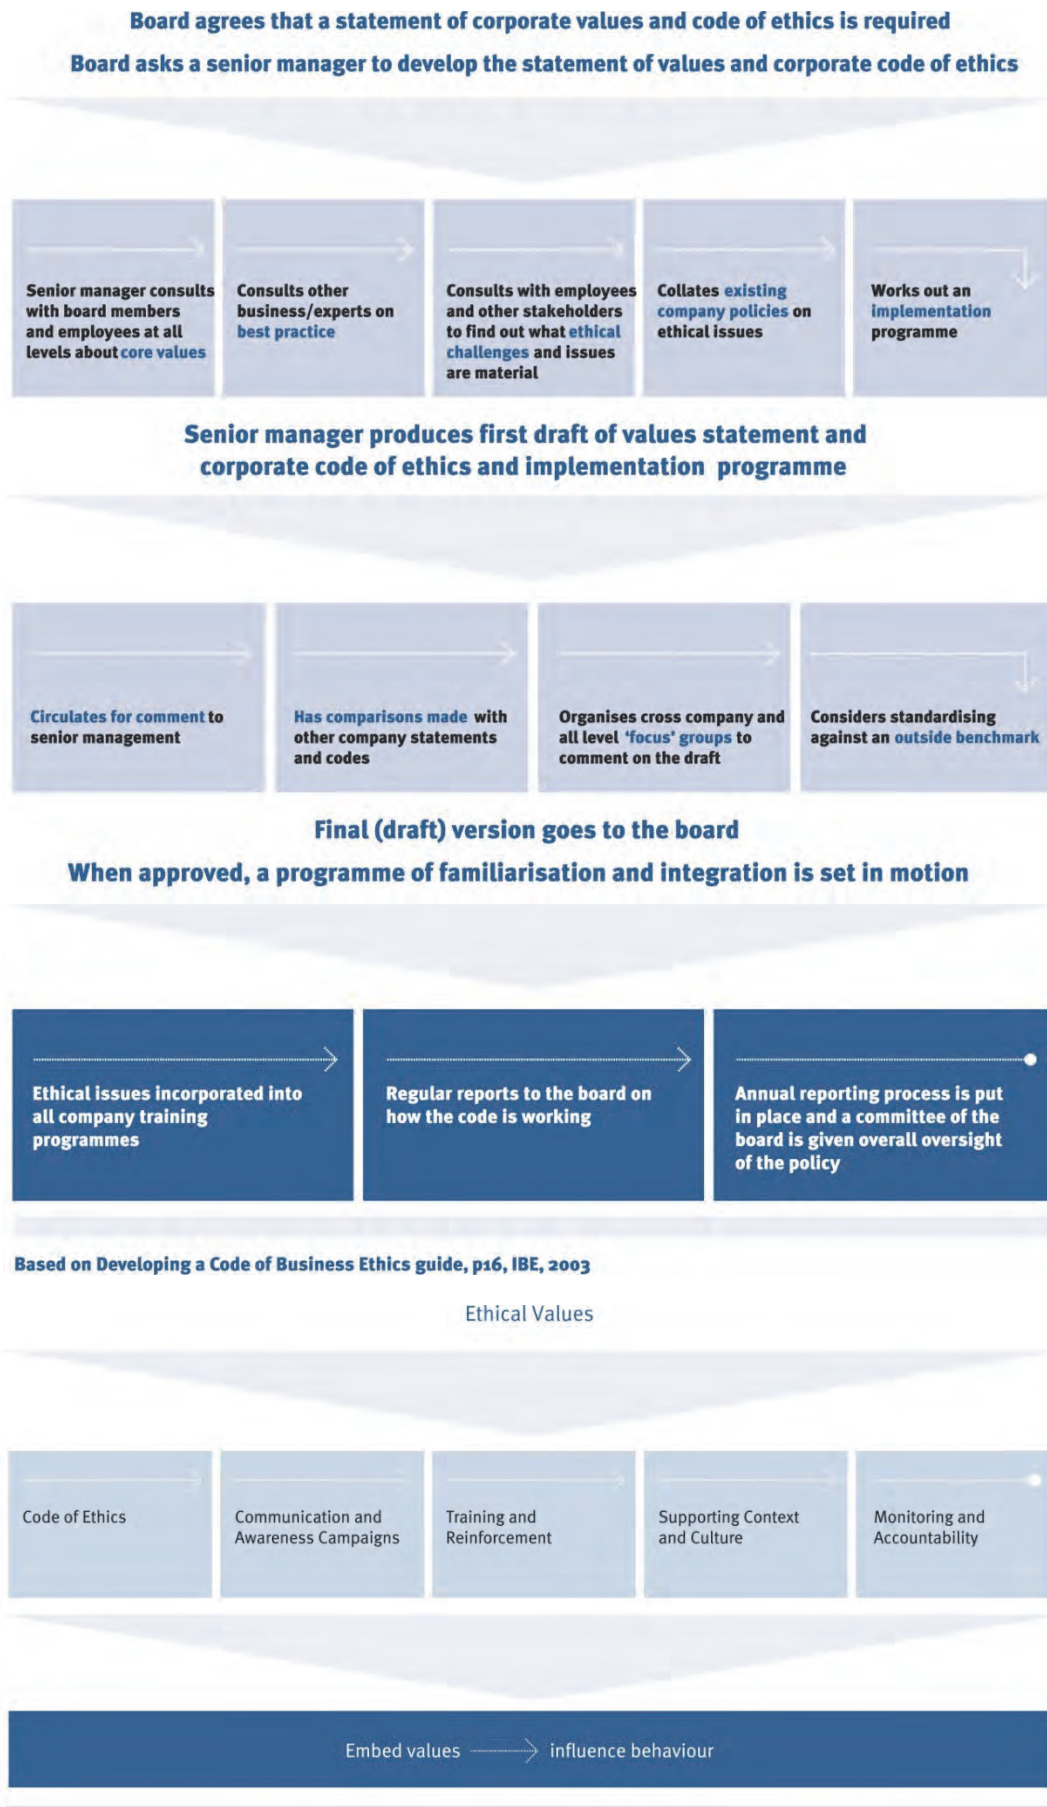 Board agrees that a statement of corporate values and code of ethics is required
Board asks a senior manager to develop the statement of values and corporate code of ethics
Senior manager consults
with board members
and employees at all
levels about core values
Consults other
business/experts on
best practice
Consults with employees
and other stakeholders
to find out what ethical
challenges and issues
are material
Collates existing
company policies on
ethical issues
Works out an
implementation
programme
Senior manager produces first draft of values statement and
corporate code of ethics and implementation programme
Circulates for comment to
senior management
Has comparisons made with
other company statements
and codes
Organises cross company and
all level 'focus' groups to
comment on the draft
Considers standardising
against an outside benchmark
Final (draft) version goes to the board
When approved, a programme of familiarisation and integration is set in motion
Ethical issues incorporated into
all company training
programmes
Regular reports to the board on
how the code is working
Annual reporting process is put
in place and a committee of the
board is given overall oversight
of the policy
Based on Developing a Code of Business Ethics guide, p16, IBE, 2003
Ethical Values
Code of Ethics
Communication and
Awareness Campaigns
Training and
Reinforcement
Supporting Context
and Culture
Monitoring and
Accountability
Embed values influence behaviour